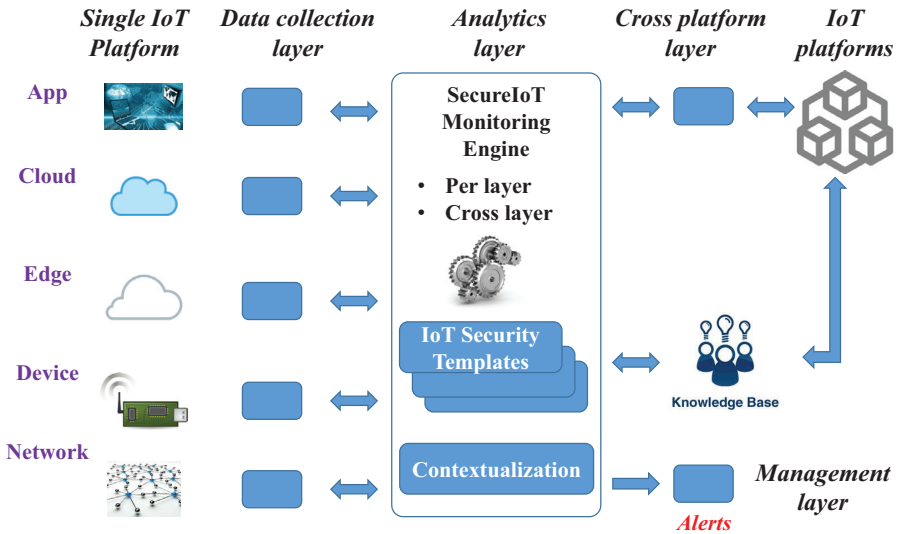 Single IoT
Platform
Data collection
layer
Analytics
layer
Cross platform
layer
IoT
platforms
App
Cloud
Edge
Device
Network
SecureIoT
Monitoring
Engine
• Per layer
• Cross layer
IoT Security
Templates
Contextualization
Knowledge Base
Alerts
Management
layer